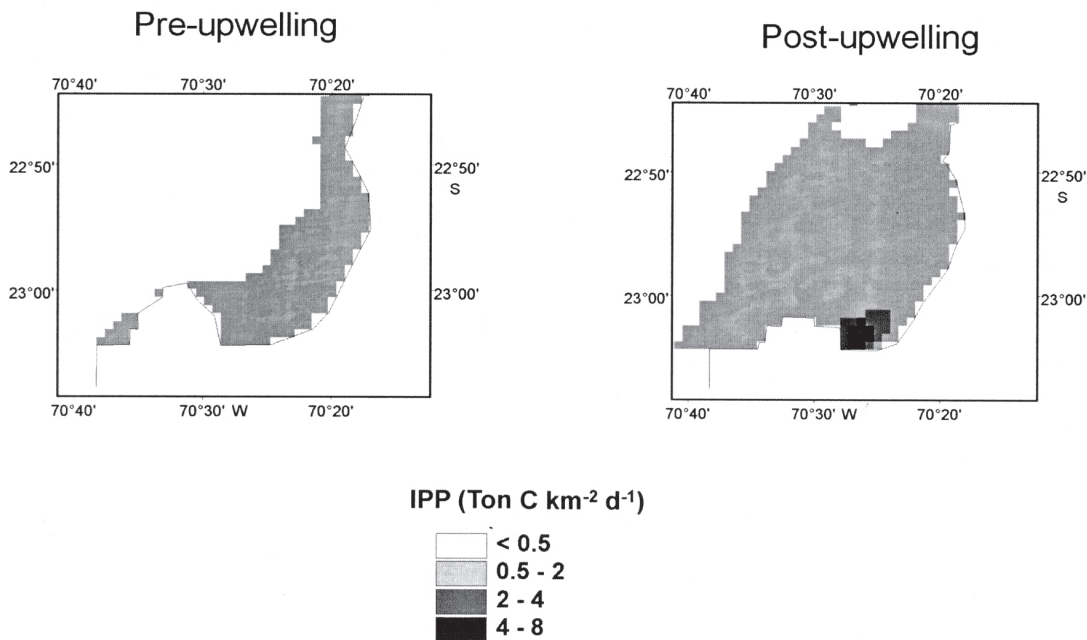 Pre-upwelling
70°40' 70°30' 70°20'
22°50' 22°50'
S
23°00' 23°00'
70°40' 70°30' W 70°20'
Post-upwelling
70°40' 70°30' 70°20'
22°50' 22°50'
S
23°00' 23°00'
70°40' 70°30' W 70°20'
IPP (Ton C km⁻² d⁻¹)
< 0.5
0.5 - 2
2 - 4
4 - 8